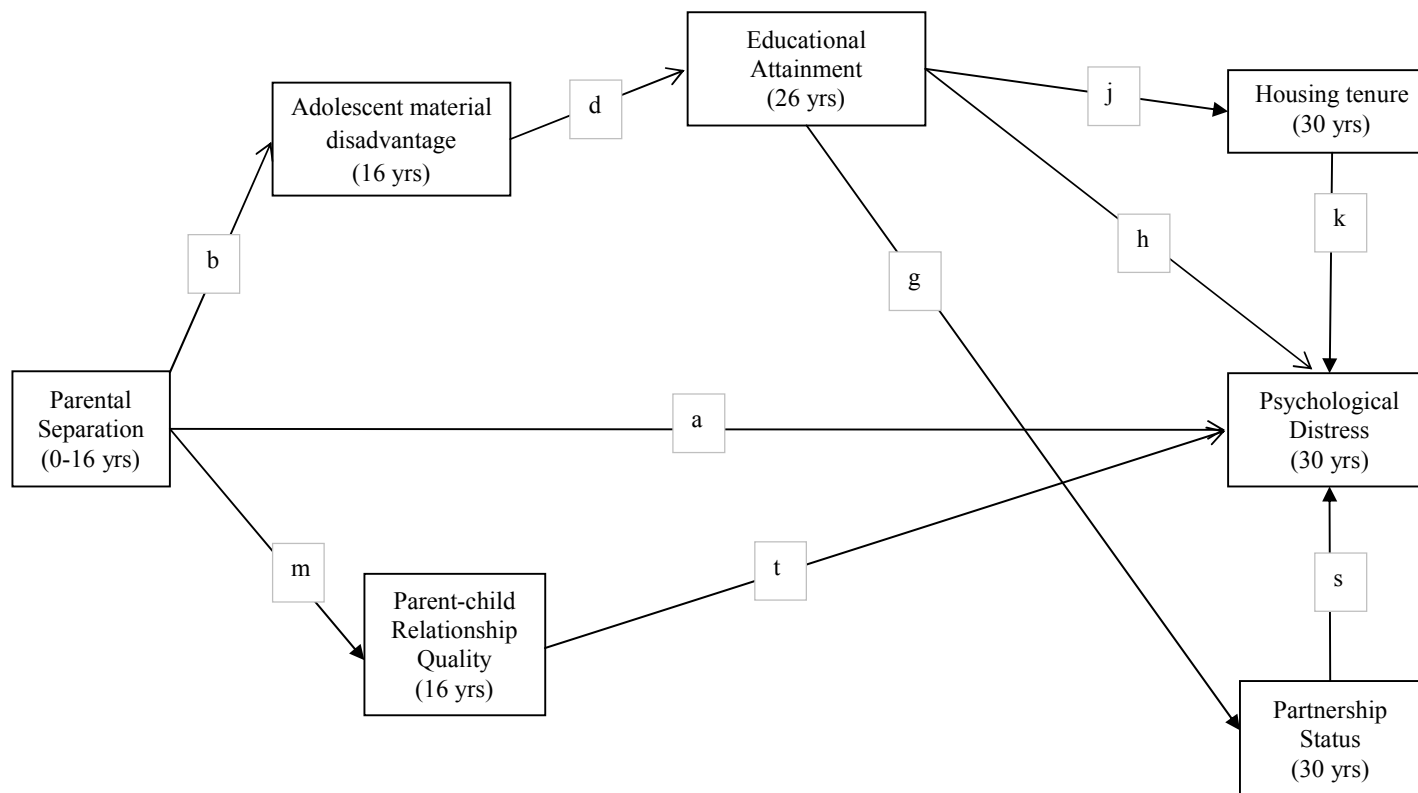 Educational
Attainment
(26 yrs)
Adolescent material
disadvantage
(16 yrs)
d
j
Housing tenure
(30 yrs)
b
h
k
g
Parental
Separation
(0-16 yrs)
a
Psychological
Distress
(30 yrs)
m
t
s
Parent-child
Relationship
Quality
(16 yrs)
Partnership
Status
(30 yrs)